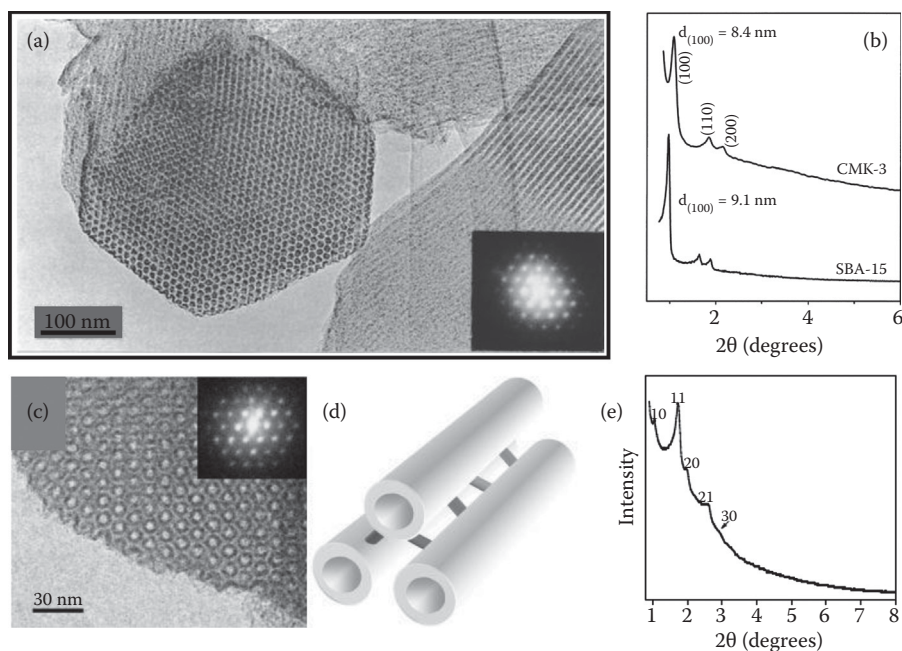 (a)
100 nm
(b)
d(100) = 8.4 nm
(100)
(110)
(200)
CMK-3
d(100) = 9.1 nm
SBA-15
2
4
6
2θ (degrees)
(c)
30 nm
(d)
(e)
Intensity
10
11
20
21
30
1 2 3 4 5 6 7 8
2θ (degrees)